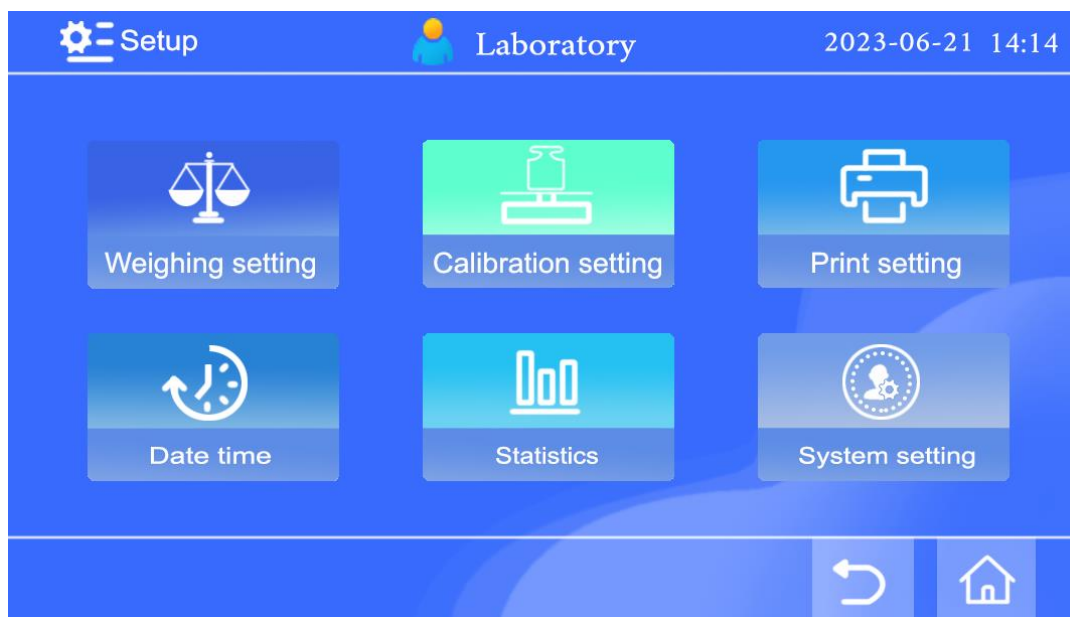 Setup
Laboratory
2023-06-21 14:14
Weighing setting
Calibration setting
Print setting
Date time
Statistics
System setting